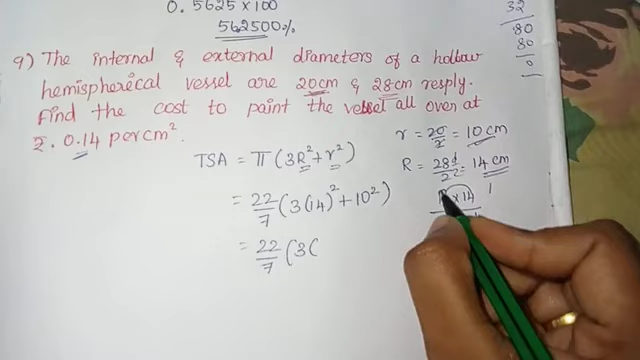 0.5625 × 100
562500%
32
80
80
0
9) The internal & external diameters of a hollow
hemispherical vessel are 20cm & 28cm resply.
Find the cost to paint the vessel all over at
₹. 0.14 per cm²
TSA = π(3R²+r²)
= 22/7 (3(14)²+10²)
= 22/7 (3(
r = 20/2 = 10cm
R = 28/2 = 14 cm
× 14